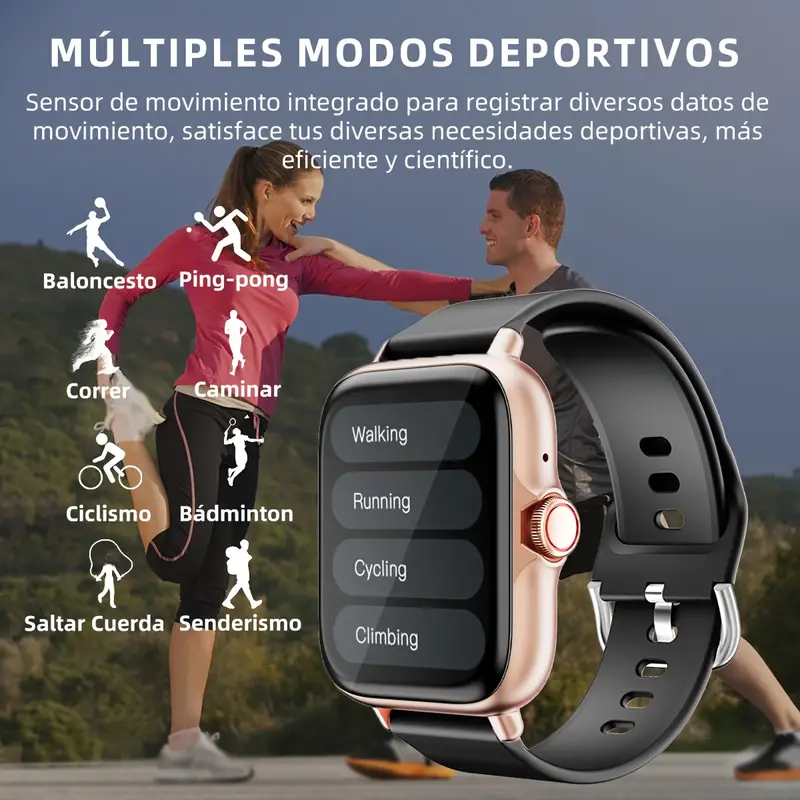 MÚLTIPLES MODOS DEPORTIVOS
Sensor de movimiento integrado para registrar diversos datos de
movimiento, satisface tus diversas necesidades deportivas, más
eficiente y científico.
Baloncesto
Ping-pong
Correr
Caminar
Ciclismo
Bádminton
Saltar Cuerda
Senderismo
Walking
Running
Cycling
Climbing